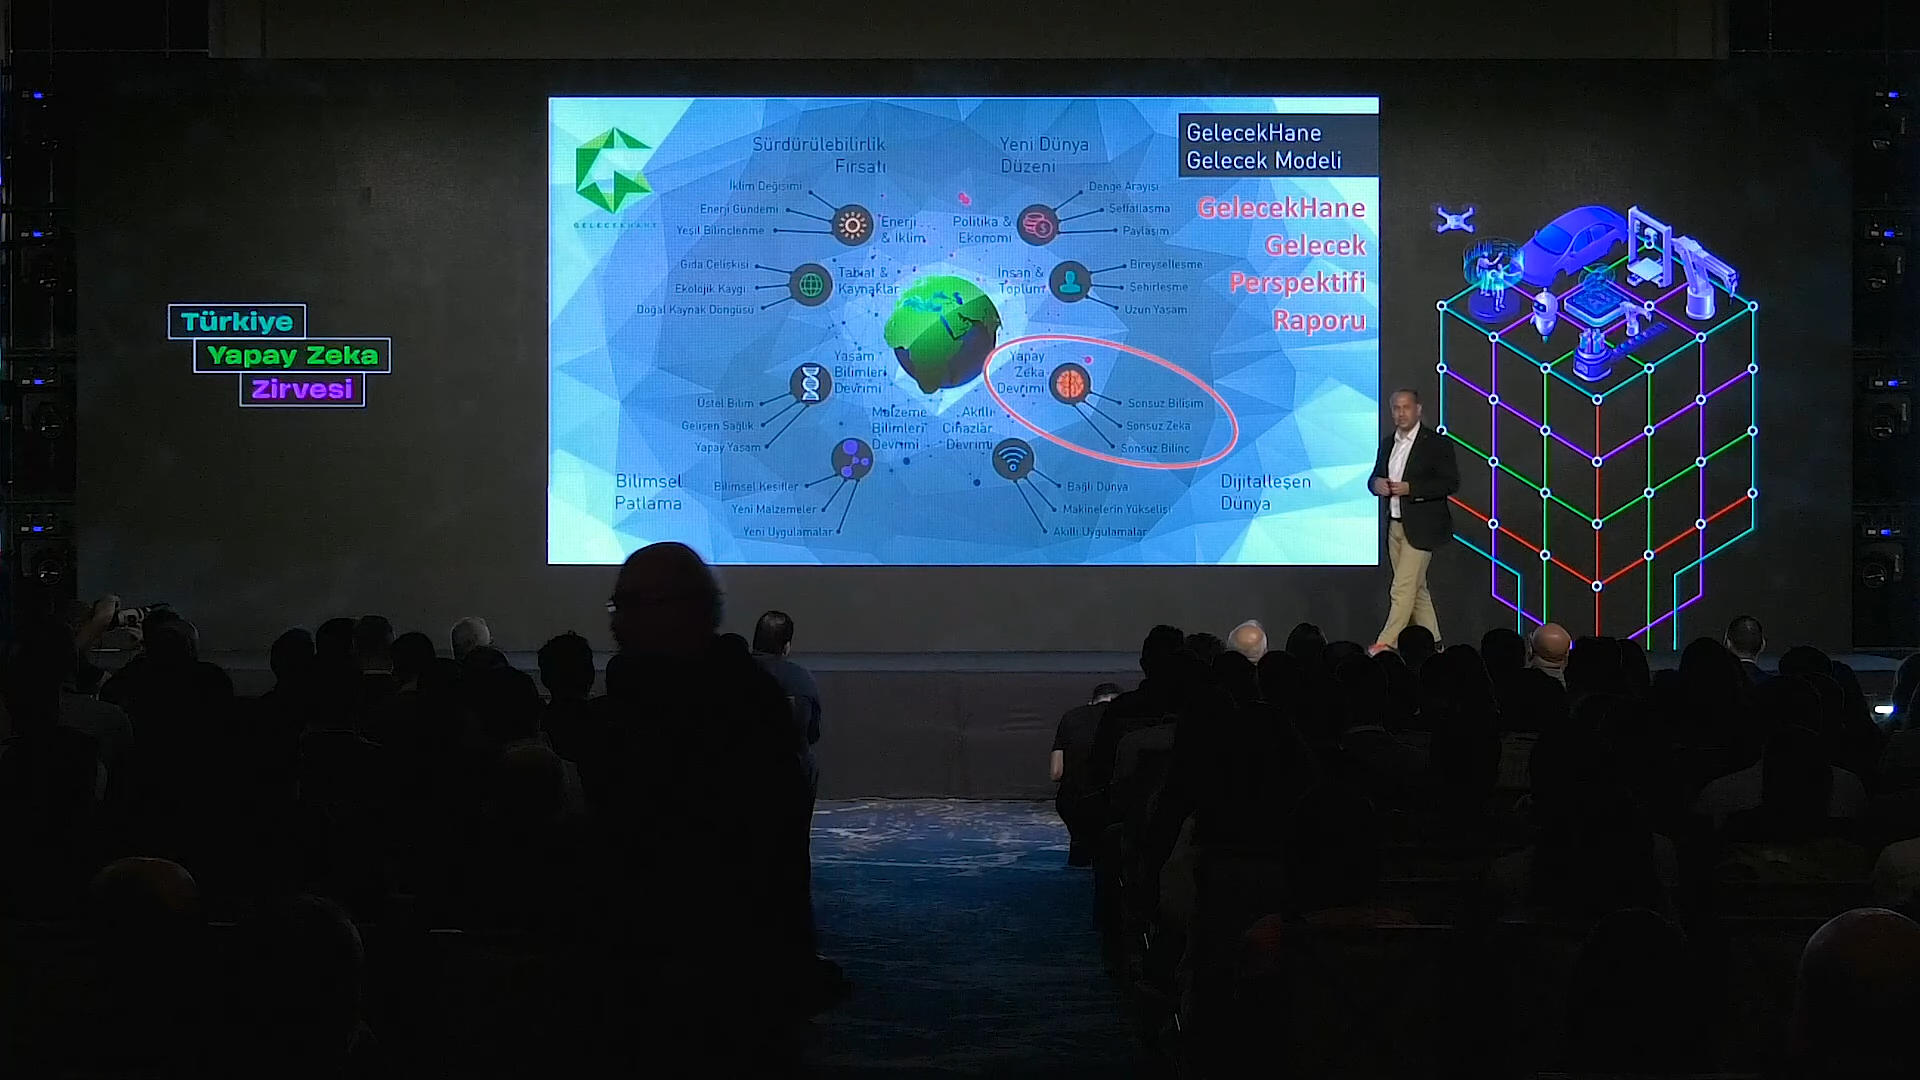 Türkiye
Yapay Zeka
Zirvesi
GELECEKHANE
GelecekHane
Gelecek Modeli
GelecekHane
Gelecek
Perspektifi
Raporu
Sürdürülebilirlik
Fırsatı
İklim Değişimi
Enerji Gündemi
Yeşil Bilinçlenme
Enerji
& İklim
Gıda Çelişkisi
Ekolojik Kaygı
Doğal Kaynak Döngüsü
Tabiat &
Kaynaklar
Yeni Dünya
Düzeni
Politika &
Ekonomi
Denge Arayışı
Şeffaflaşma
Paylaşım
İnsan &
Toplum
Bireyselleşme
Şehirleşme
Uzun Yaşam
Yaşam
Bilimleri
Devrimi
Üstel Bilim
Gelişen Sağlık
Yapay Yaşam
Malzeme
Bilimleri
Devrimi
Bilimsel Keşifler
Yeni Malzemeler
Yeni Uygulamalar
Bilimsel
Patlama
Yapay
Zeka
Devrimi
Sonsuz Bilişim
Sonsuz Zeka
Sonsuz Bilinç
Akıllı
Cihazlar
Devrimi
Bağlı Dünya
Makinelerin Yükselişi
Akıllı Uygulamalar
Dijitalleşen
Dünya